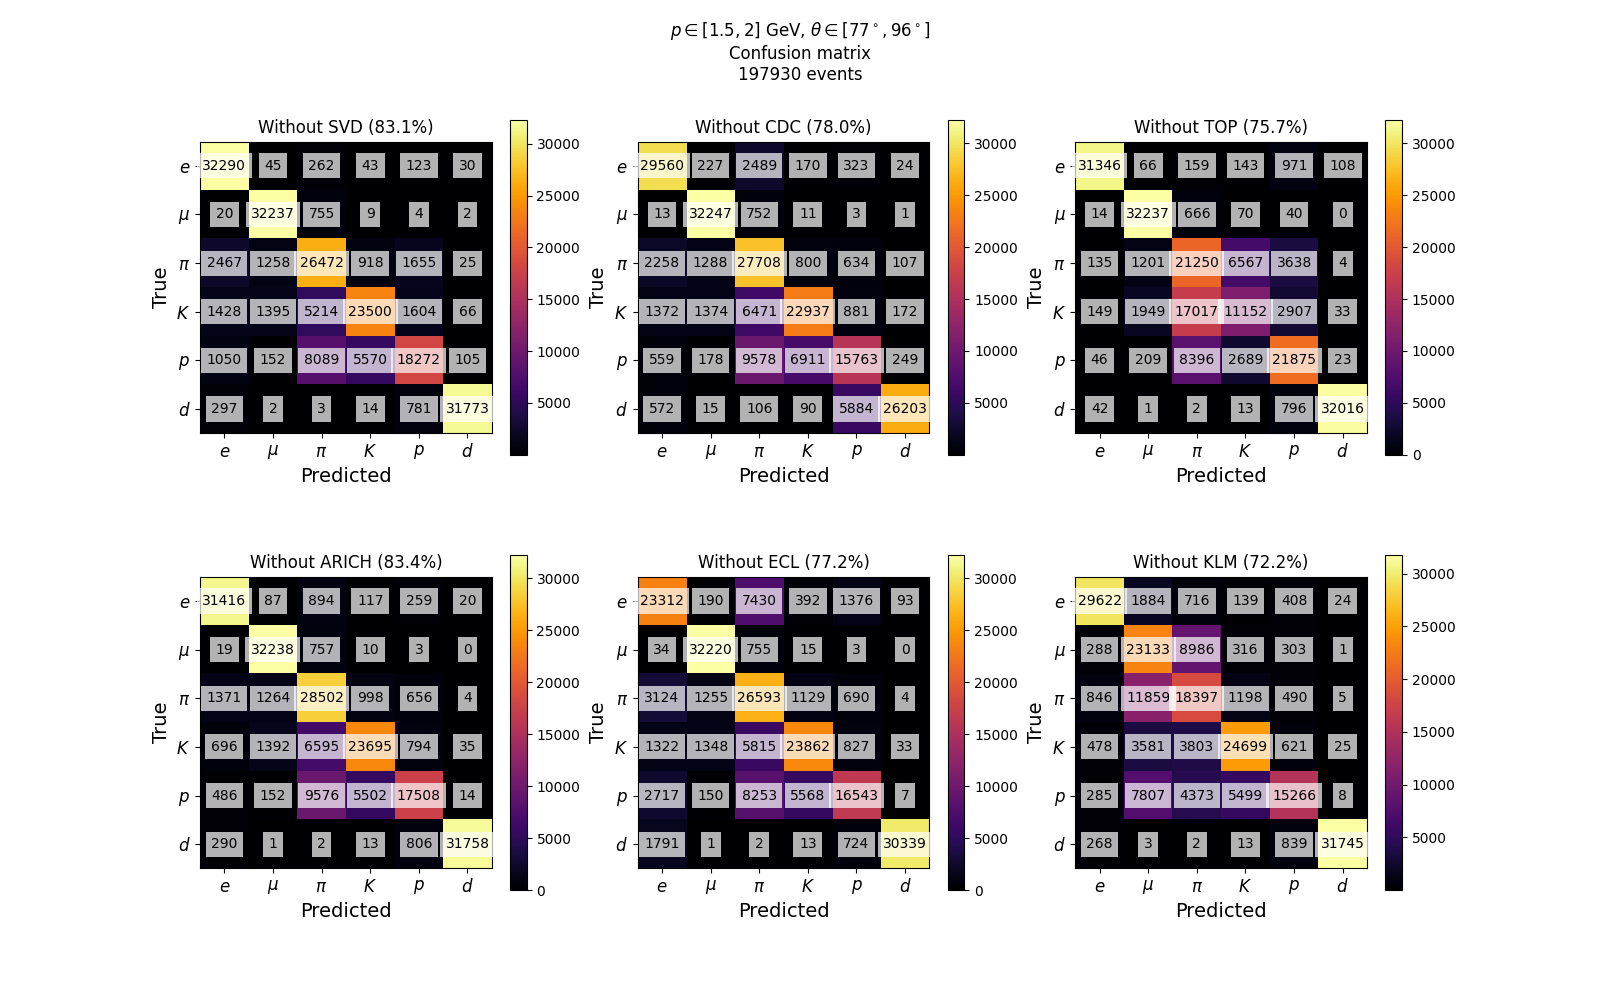 p ∈ [1.5, 2] GeV, θ ∈ [77°, 96°]
Confusion matrix
197930 events
Without SVD (83.1%)
True
e 32290 45 262 43 123 30
μ 20 32237 755 9 4 2
π 2467 1258 26472 918 1655 25
K 1428 1395 5214 23500 1604 66
p 1050 152 8089 5570 18272 105
d 297 2 3 14 781 31773
e μ π K p d
Predicted
30000
25000
20000
15000
10000
5000
Without CDC (78.0%)
True
e 29560 227 2489 170 323 24
μ 13 32247 752 11 3 1
π 2258 1288 27708 800 634 107
K 1372 1374 6471 22937 881 172
p 559 178 9578 6911 15763 249
d 572 15 106 90 5884 26203
e μ π K p d
Predicted
30000
25000
20000
15000
10000
5000
Without TOP (75.7%)
True
e 31346 66 159 143 971 108
μ 14 32237 666 70 40 0
π 135 1201 21250 6567 3638 4
K 149 1949 17017 11152 2907 33
p 46 209 8396 2689 21875 23
d 42 1 2 13 796 32016
e μ π K p d
Predicted
30000
25000
20000
15000
10000
5000
0
Without ARICH (83.4%)
True
e 31416 87 894 117 259 20
μ 19 32238 757 10 3 0
π 1371 1264 28502 998 656 4
K 696 1392 6595 23695 794 35
p 486 152 9576 5502 17508 14
d 290 1 2 13 806 31758
e μ π K p d
Predicted
30000
25000
20000
15000
10000
5000
0
Without ECL (77.2%)
True
e 23312 190 7430 392 1376 93
μ 34 32220 755 15 3 0
π 3124 1255 26593 1129 690 4
K 1322 1348 5815 23862 827 33
p 2717 150 8253 5568 16543 7
d 1791 1 2 13 724 30339
e μ π K p d
Predicted
30000
25000
20000
15000
10000
5000
0
Without KLM (72.2%)
True
e 29622 1884 716 139 408 24
μ 288 23133 8986 316 303 1
π 846 11859 18397 1198 490 5
K 478 3581 3803 24699 621 25
p 285 7807 4373 5499 15266 8
d 268 3 2 13 839 31745
e μ π K p d
Predicted
30000
25000
20000
15000
10000
5000